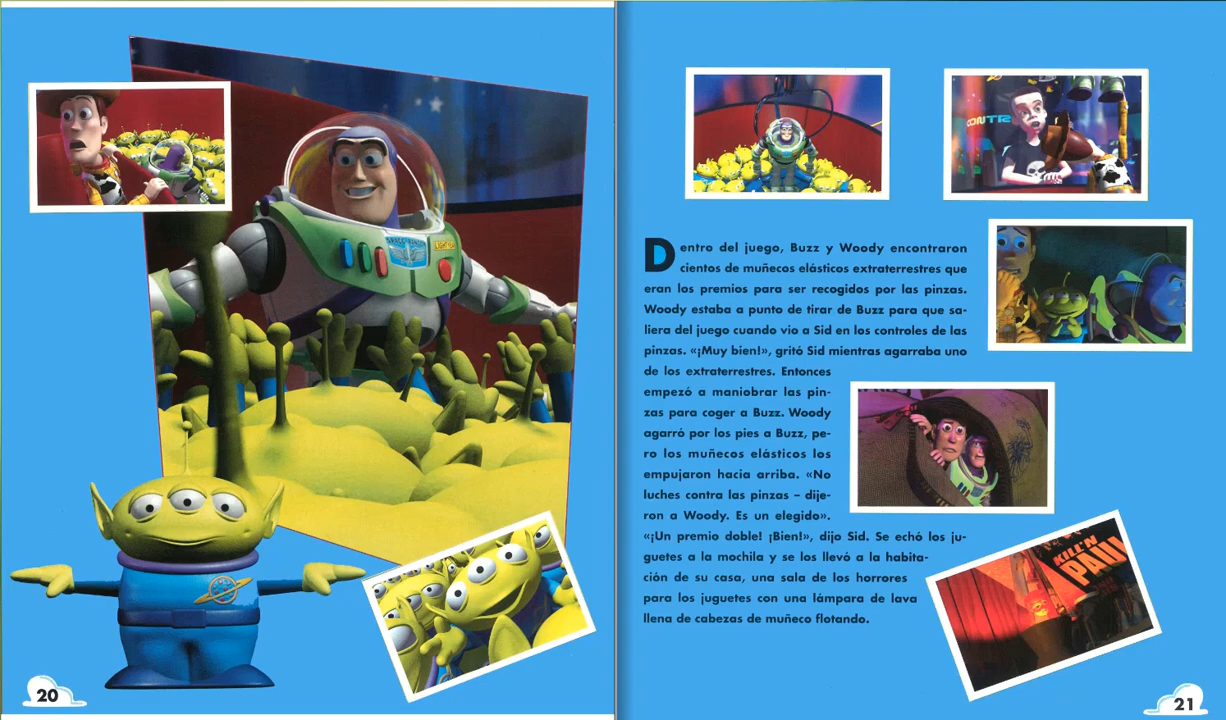 SPACE RANGER
LIGHTYEAR
20
Dentro del juego, Buzz y Woody encontraron
cientos de muñecos elásticos extraterrestres que
eran los premios para ser recogidos por las pinzas.
Woody estaba a punto de tirar de Buzz para que sa-
liera del juego cuando vio a Sid en los controles de las
pinzas. «¡Muy bien!», gritó Sid mientras agarraba uno
de los extraterrestres. Entonces
empezó a maniobrar las pin-
zas para coger a Buzz. Woody
agarró por los pies a Buzz, pe-
ro los muñecos elásticos los
empujaron hacia arriba. «No
luches contra las pinzas – dije-
ron a Woody. Es un elegido».
«¡Un premio doble! ¡Bien!», dijo Sid. Se echó los ju-
guetes a la mochila y se los llevó a la habita-
ción de su casa, una sala de los horrores
para los juguetes con una lámpara de lava
llena de cabezas de muñeco flotando.
KILL'N
21